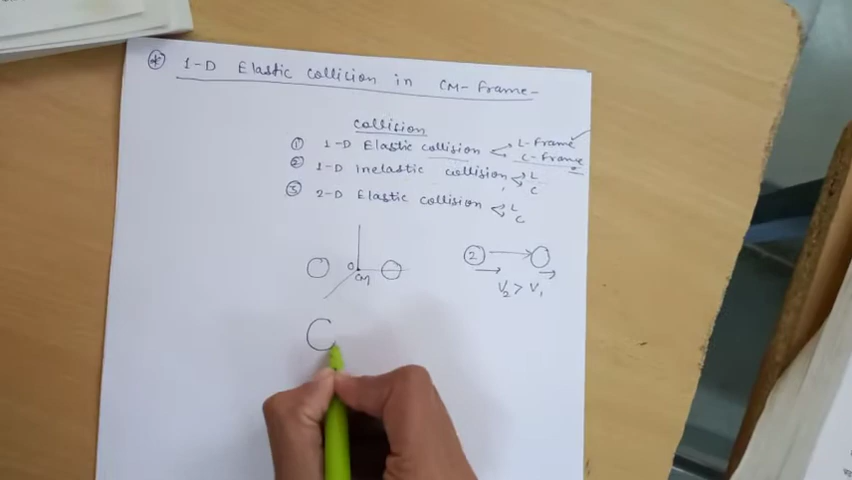 * 1-D Elastic collision in CM-Frame-
collision
① 1-D Elastic collision L-Frame ✓
C-Frame
② 1-D Inelastic collision, L
C
③ 2-D Elastic collision L
C
O
CM
2
V₂ > V₁